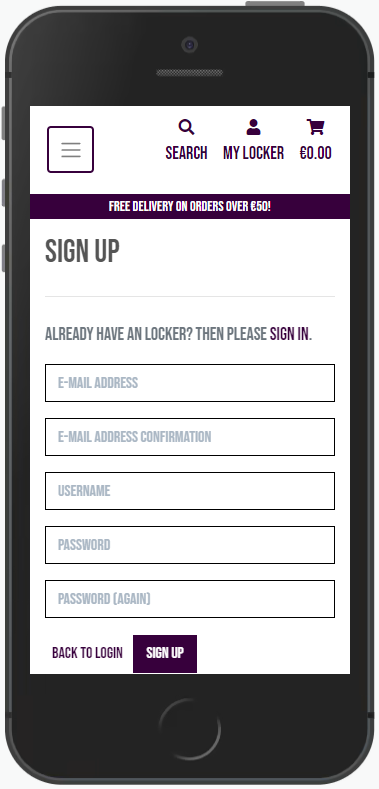 SEARCH MY LOCKER €0.00
FREE DELIVERY ON ORDERS OVER €50!
SIGN UP
ALREADY HAVE AN LOCKER? THEN PLEASE SIGN IN.
E-MAIL ADDRESS
E-MAIL ADDRESS CONFIRMATION
USERNAME
PASSWORD
PASSWORD (AGAIN)
BACK TO LOGIN SIGN UP